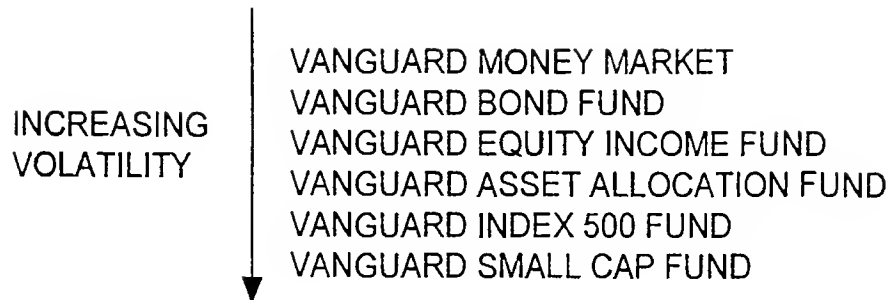 INCREASING
VOLATILITY
VANGUARD MONEY MARKET
VANGUARD BOND FUND
VANGUARD EQUITY INCOME FUND
VANGUARD ASSET ALLOCATION FUND
VANGUARD INDEX 500 FUND
VANGUARD SMALL CAP FUND